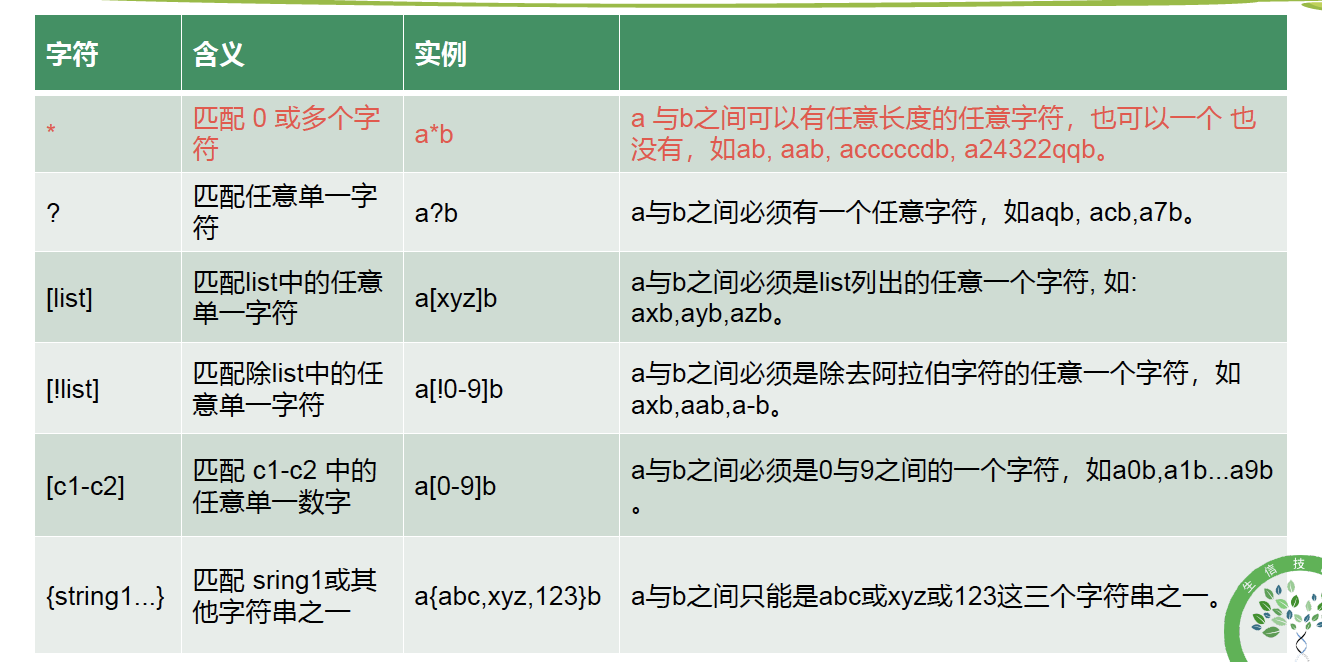 字符 含义 实例
* 匹配 0 或多个字符 a*b a 与b之间可以有任意长度的任意字符，也可以一个 也没有，如ab, aab, acccccdb, a24322qqb。
? 匹配任意单一字符 a?b a与b之间必须有一个任意字符，如aqb, acb,a7b。
[list] 匹配list中的任意单一字符 a[xyz]b a与b之间必须是list列出的任意一个字符, 如: axb,ayb,azb。
[!list] 匹配除list中的任意单一字符 a[!0-9]b a与b之间必须是除去阿拉伯字符的任意一个字符，如axb,aab,a-b。
[c1-c2] 匹配 c1-c2 中的任意单一数字 a[0-9]b a与b之间必须是0与9之间的一个字符，如a0b,a1b...a9b。
{string1...} 匹配 sring1或其他字符串之一 a{abc,xyz,123}b a与b之间只能是abc或xyz或123这三个字符串之一。
生信技